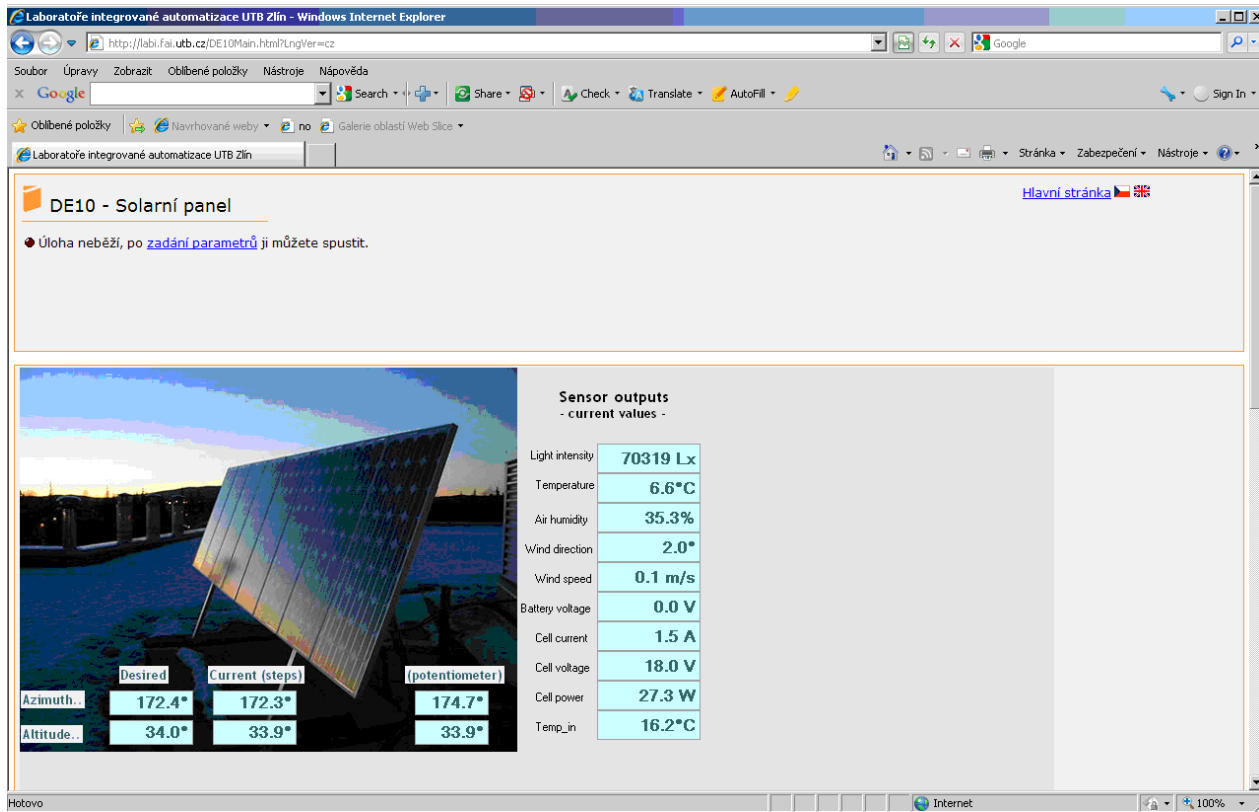 Laboratoře integrované automatizace UTB Zlín - Windows Internet Explorer
http://labi.fai.utb.cz/DE10Main.html?LngVer=cz
Google
Soubor Úpravy Zobrazit Oblíbené položky Nástroje Nápověda
x Google Search Share Check Translate AutoFill Sign In
Oblíbené položky Navrhované weby no Galerie oblastí Web Slice
Laboratoře integrované automatizace UTB Zlín Stránka Zabezpečení Nástroje
Hlavní stránka
DE10 - Solarní panel
Úloha neběží, po zadání parametrů ji můžete spustit.
Sensor outputs
- current values -
Light intensity 70319 Lx
Temperature 6.6°C
Air humidity 35.3%
Wind direction 2.0°
Wind speed 0.1 m/s
Battery voltage 0.0 V
Cell current 1.5 A
Cell voltage 18.0 V
Cell power 27.3 W
Temp_in 16.2°C
Desired Current (steps) (potentiometer)
Azimuth.. 172.4° 172.3° 174.7°
Altitude.. 34.0° 33.9° 33.9°
Hotovo Internet 100%